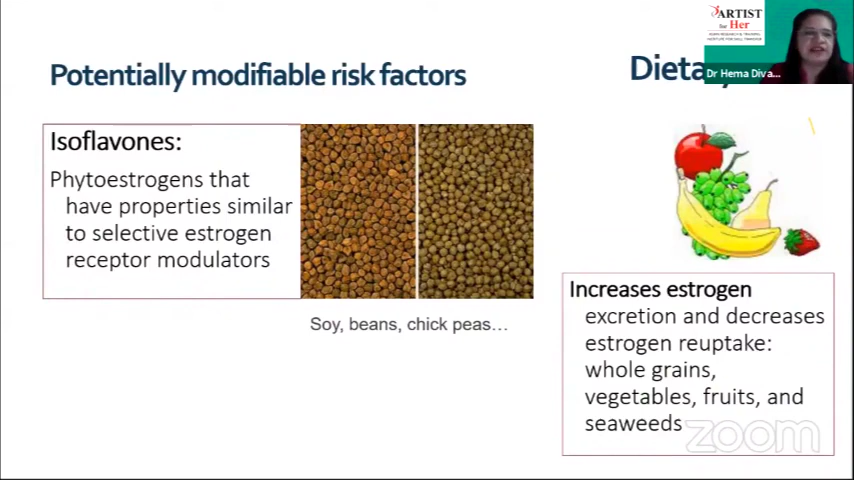 ARTIST
for Her
Potentially modifiable risk factors
Dieta
Dr Hema Diva...
Isoflavones:
Phytoestrogens that
have properties similar
to selective estrogen
receptor modulators
Soy, beans, chick peas…
Increases estrogen
excretion and decreases
estrogen reuptake:
whole grains,
vegetables, fruits, and
seaweeds
zoom